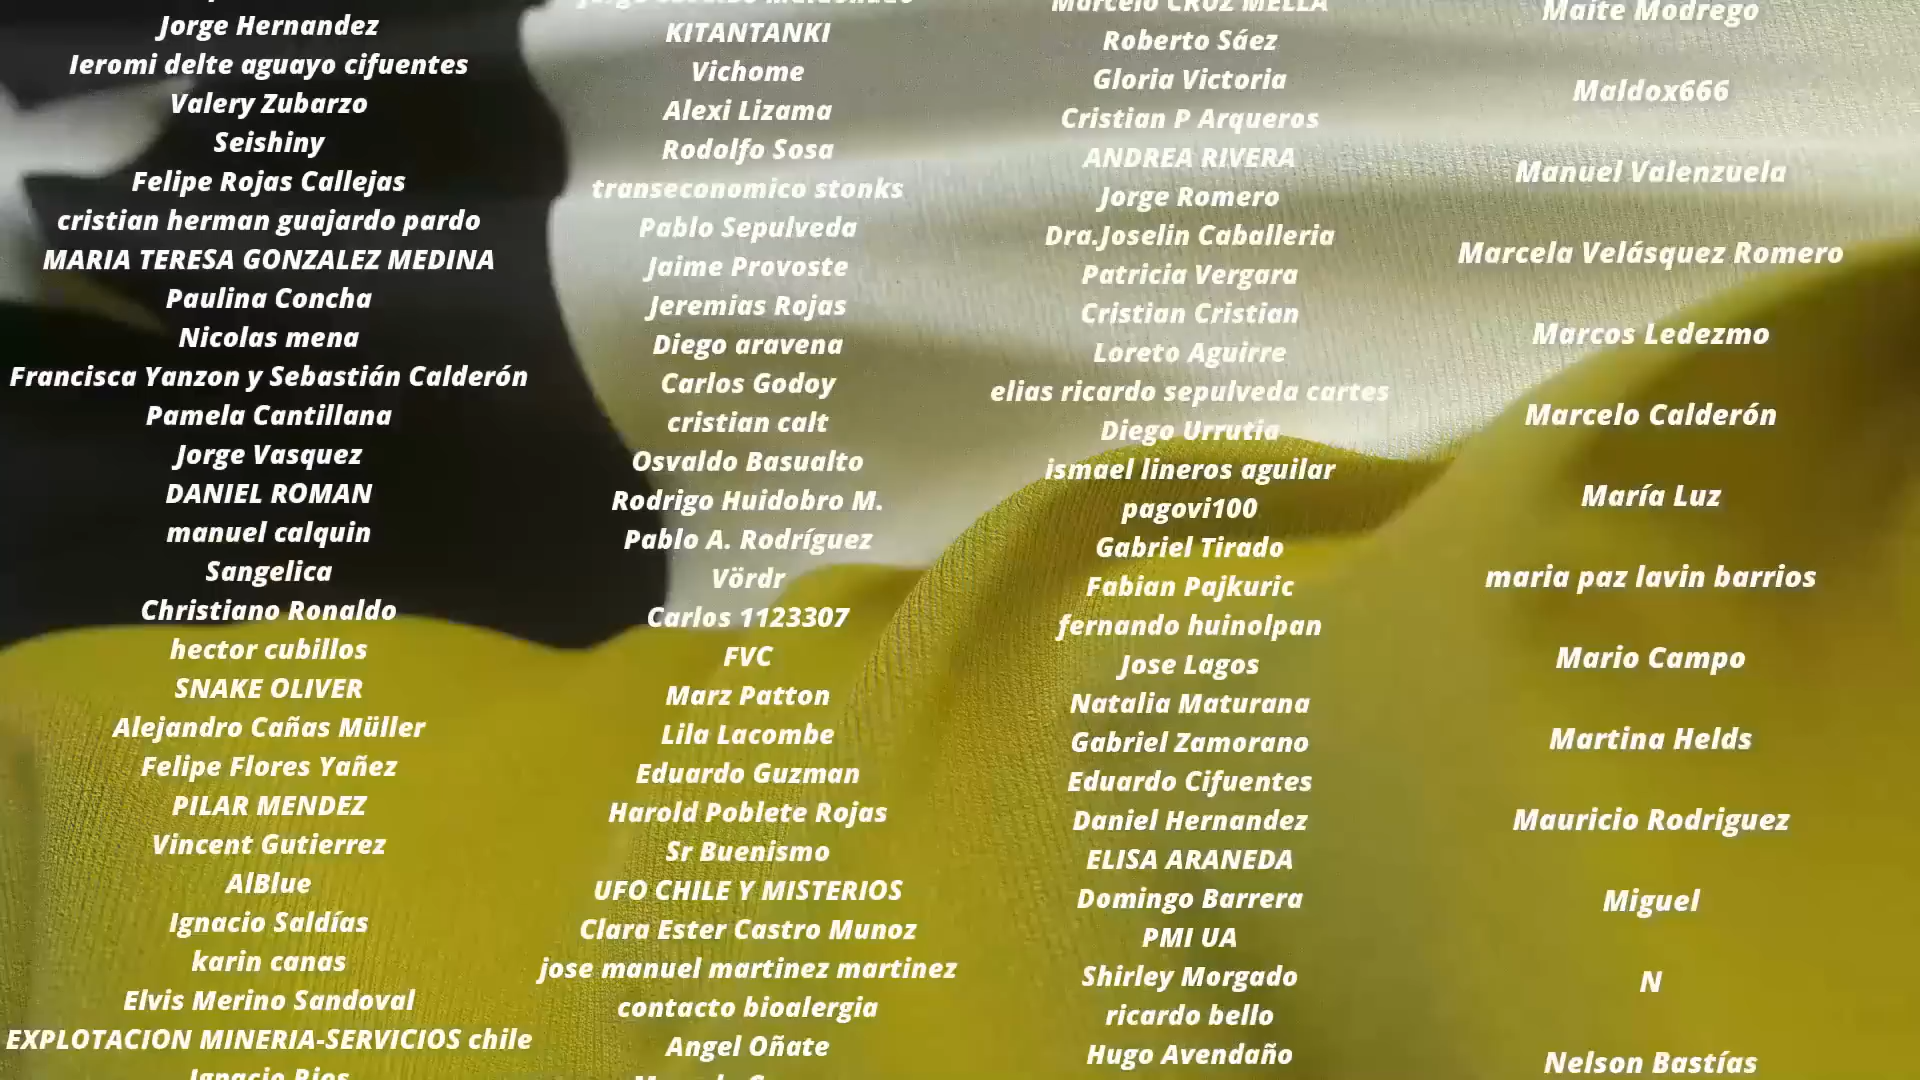 Jorge Hernandez
Ieromi delte aguayo cifuentes
Valery Zubarzo
Seishiny
Felipe Rojas Callejas
cristian herman guajardo pardo
MARIA TERESA GONZALEZ MEDINA
Paulina Concha
Nicolas mena
Francisca Yanzon y Sebastián Calderón
Pamela Cantillana
Jorge Vasquez
DANIEL ROMAN
manuel calquin
Sangelica
Christiano Ronaldo
hector cubillos
SNAKE OLIVER
Alejandro Cañas Müller
Felipe Flores Yañez
PILAR MENDEZ
Vincent Gutierrez
AlBlue
Ignacio Saldías
karin canas
Elvis Merino Sandoval
EXPLOTACION MINERIA-SERVICIOS chile
Ignacio Rios
KITANTANKI
Vichome
Alexi Lizama
Rodolfo Sosa
transeconomico stonks
Pablo Sepulveda
Jaime Provoste
Jeremias Rojas
Diego aravena
Carlos Godoy
cristian calt
Osvaldo Basualto
Rodrigo Huidobro M.
Pablo A. Rodríguez
Vördr
Carlos 1123307
FVC
Marz Patton
Lila Lacombe
Eduardo Guzman
Harold Poblete Rojas
Sr Buenismo
UFO CHILE Y MISTERIOS
Clara Ester Castro Munoz
jose manuel martinez martinez
contacto bioalergia
Angel Oñate
Marcelo CRUZ MELLA
Roberto Sáez
Gloria Victoria
Cristian P Arqueros
ANDREA RIVERA
Jorge Romero
Dra.Joselin Caballeria
Patricia Vergara
Cristian Cristian
Loreto Aguirre
elias ricardo sepulveda cartes
Diego Urrutia
ismael lineros aguilar
pagovi100
Gabriel Tirado
Fabian Pajkuric
fernando huinolpan
Jose Lagos
Natalia Maturana
Gabriel Zamorano
Eduardo Cifuentes
Daniel Hernandez
ELISA ARANEDA
Domingo Barrera
PMI UA
Shirley Morgado
ricardo bello
Hugo Avendaño
Maite Modrego
Maldox666
Manuel Valenzuela
Marcela Velásquez Romero
Marcos Ledezmo
Marcelo Calderón
María Luz
maria paz lavin barrios
Mario Campo
Martina Helds
Mauricio Rodriguez
Miguel
N
Nelson Bastías